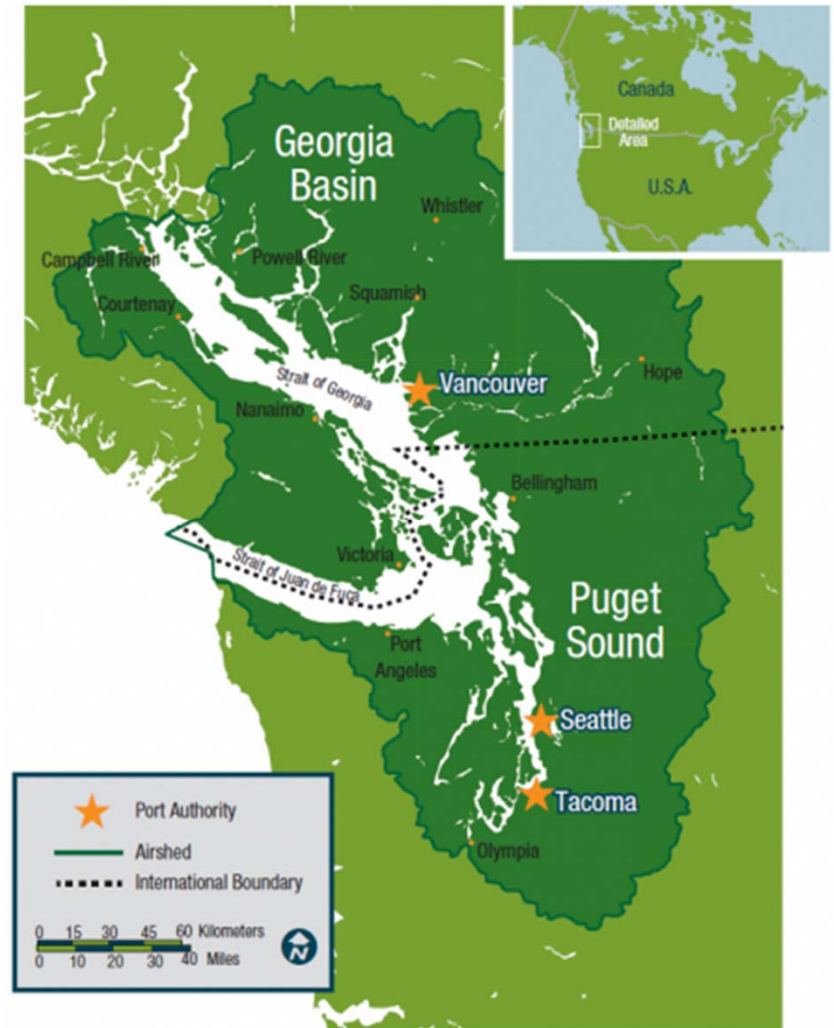 Georgia
Basin
Canada
Detailed
Area
U.S.A.
Whistler
Campbell River
Powell River
Courtenay
Squamish
Strait of Georgia
Vancouver
Hope
Nanaimo
Bellingham
Victoria
Strait of Juan de Fuca
Puget
Sound
Port
Angeles
Seattle
Tacoma
Olympia
Port Authority
Airshed
International Boundary
0 15 30 45 60 Kilometers
0 10 20 30 40 Miles
N